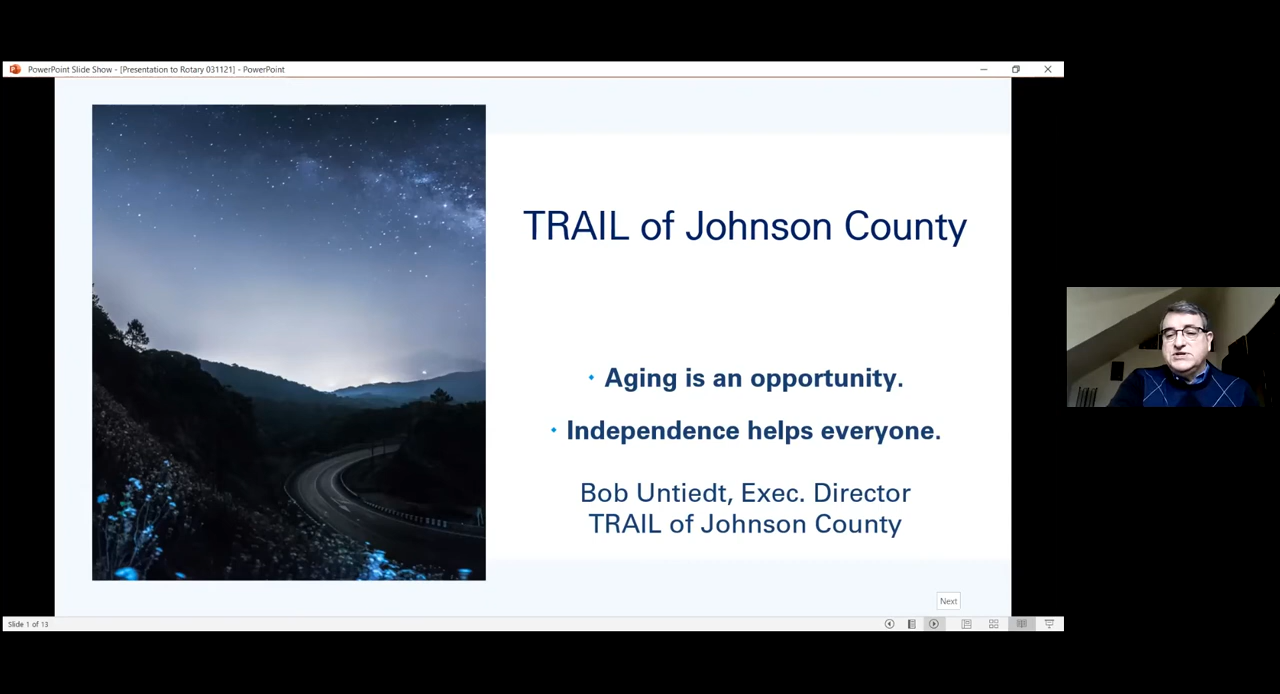 PowerPoint Slide Show - [Presentation to Rotary 031121] - PowerPoint
TRAIL of Johnson County
Aging is an opportunity.
Independence helps everyone.
Bob Untiedt, Exec. Director
TRAIL of Johnson County
Next
Slide 1 of 13